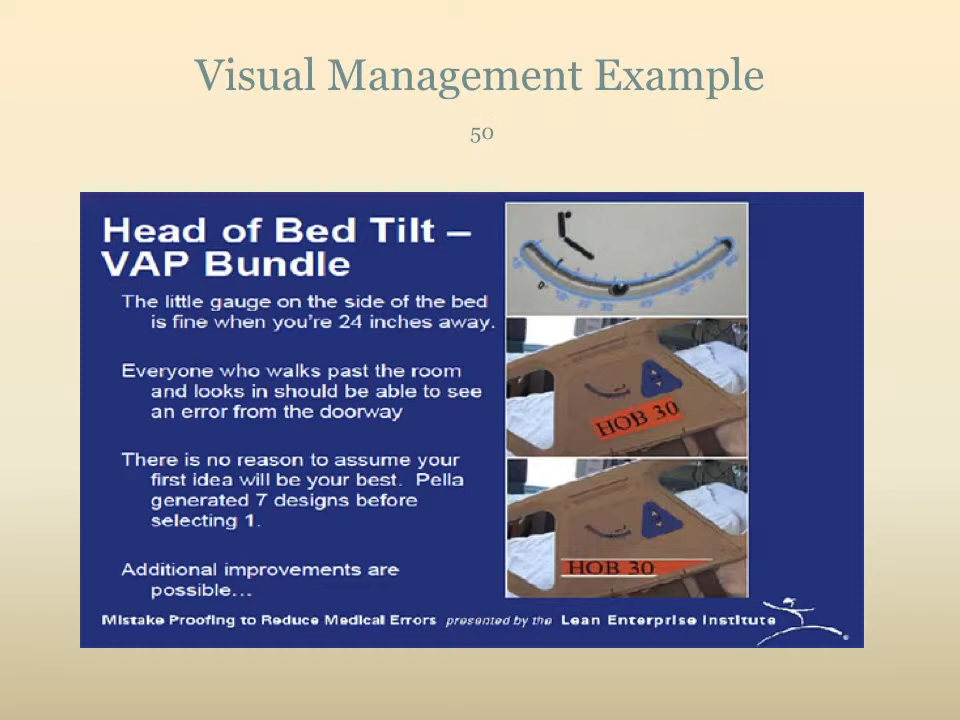 Visual Management Example
50
Head of Bed Tilt –
VAP Bundle
The little gauge on the side of the bed
is fine when you're 24 inches away.
Everyone who walks past the room
and looks in should be able to see
an error from the doorway
There is no reason to assume your
first idea will be your best. Pella
generated 7 designs before
selecting 1.
Additional improvements are
possible…
HOB 30
HOB 30
Mistake Proofing to Reduce Medical Errors presented by the Lean Enterprise Institute